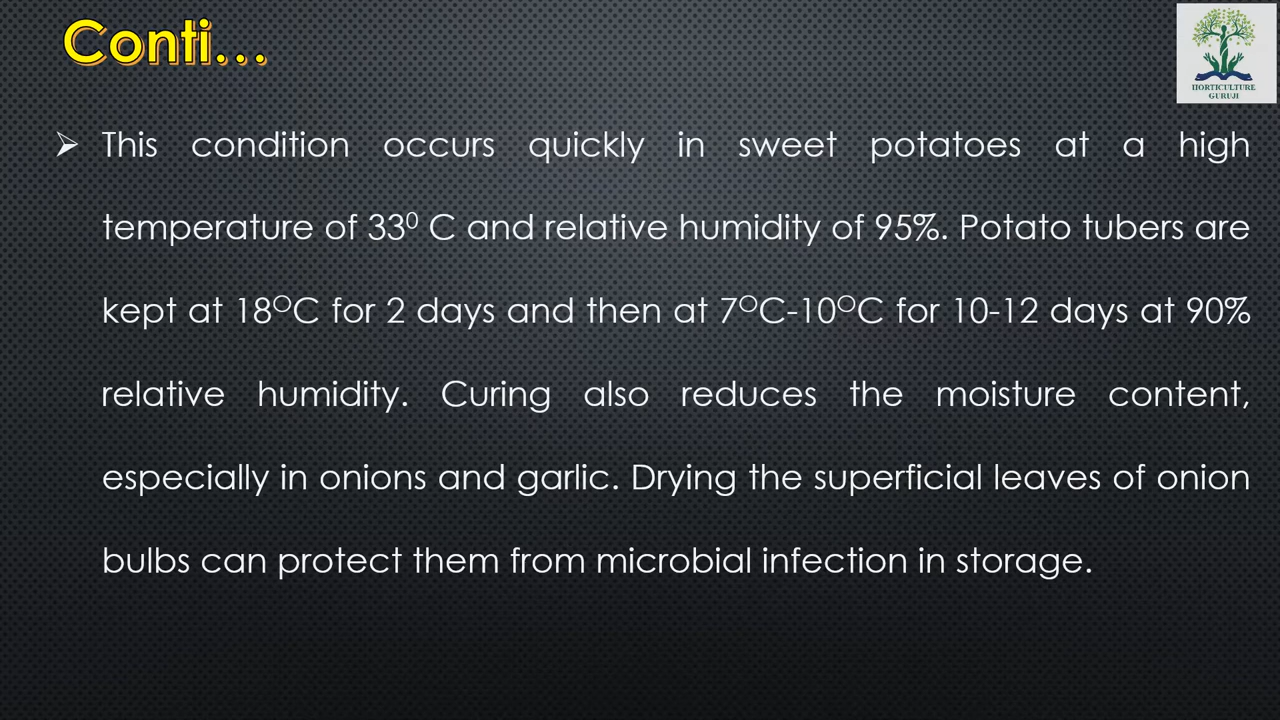 Conti...
HORTICULTURE
GURUJI
➢ This condition occurs quickly in sweet potatoes at a high
temperature of 33⁰ C and relative humidity of 95%. Potato tubers are
kept at 18ᴼC for 2 days and then at 7ᴼC-10ᴼC for 10-12 days at 90%
relative humidity. Curing also reduces the moisture content,
especially in onions and garlic. Drying the superficial leaves of onion
bulbs can protect them from microbial infection in storage.